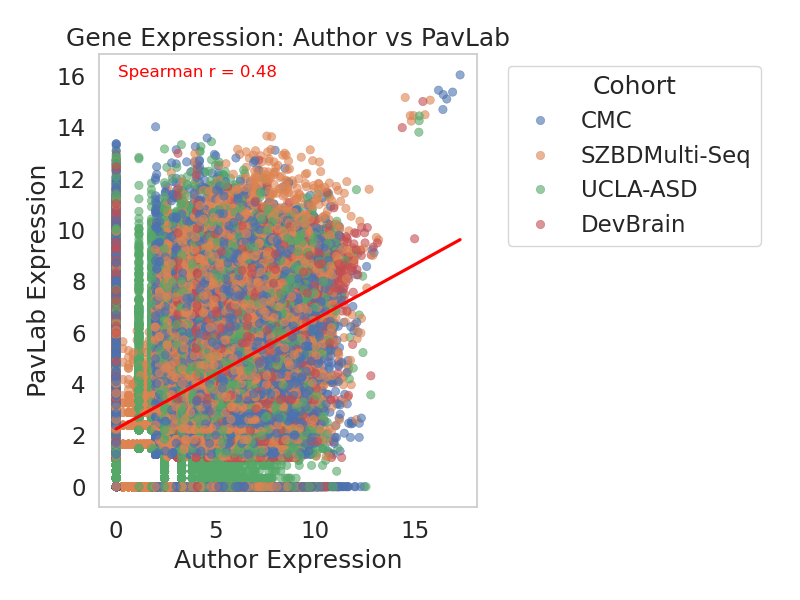 Gene Expression: Author vs PavLab
Spearman r = 0.48
PavLab Expression
16
14
12
10
8
6
4
2
0
0 5 10 15
Author Expression
Cohort
CMC
SZBDMulti-Seq
UCLA-ASD
DevBrain